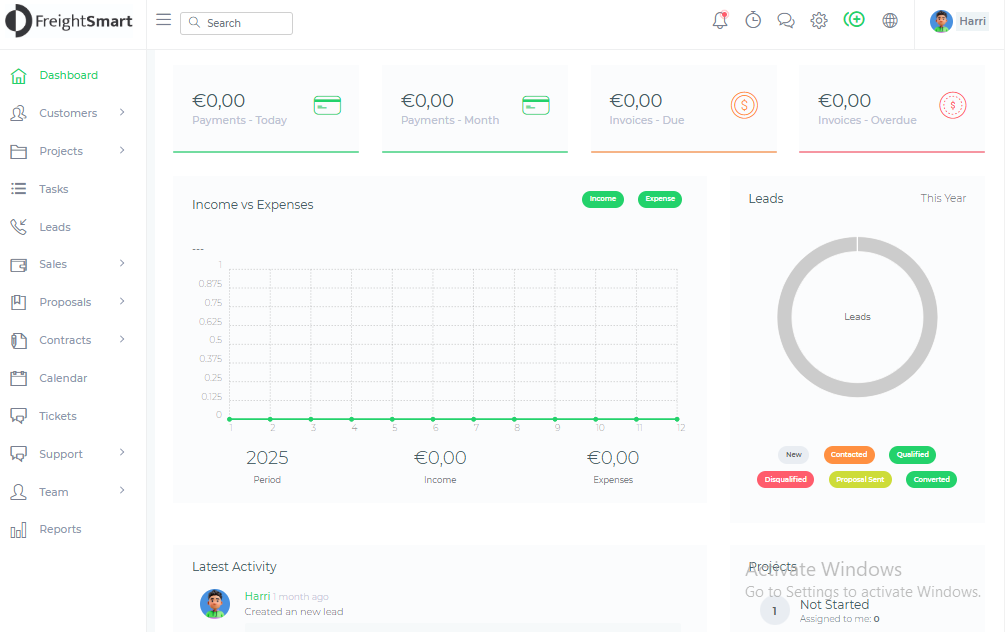 FreightSmart
Search
Harri
Dashboard
Customers
Projects
Tasks
Leads
Sales
Proposals
Contracts
Calendar
Tickets
Support
Team
Reports
€0,00
Payments - Today
€0,00
Payments - Month
€0,00
Invoices - Due
€0,00
Invoices - Overdue
Income vs Expenses
Income
Expense
---
1
0.875
0.75
0.625
0.5
0.375
0.25
0.125
0
1 2 3 4 5 6 7 8 9 10 11 12
2025
Period
€0,00
Income
€0,00
Expenses
Leads
This Year
Leads
New
Contacted
Qualified
Disqualified
Proposal Sent
Converted
Latest Activity
Harri 1 month ago
Created an new lead
Projects
1
Not Started
Assigned to me: 0
Activate Windows
Go to Settings to activate Windows.